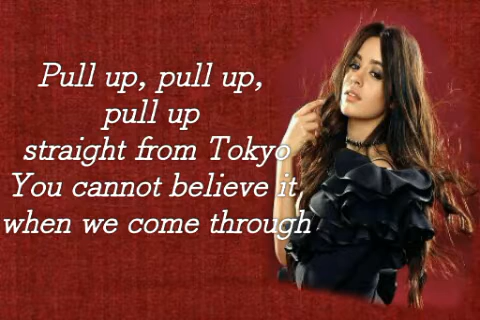 Pull up, pull up,
pull up
straight from Tokyo
You cannot believe it
when we come through